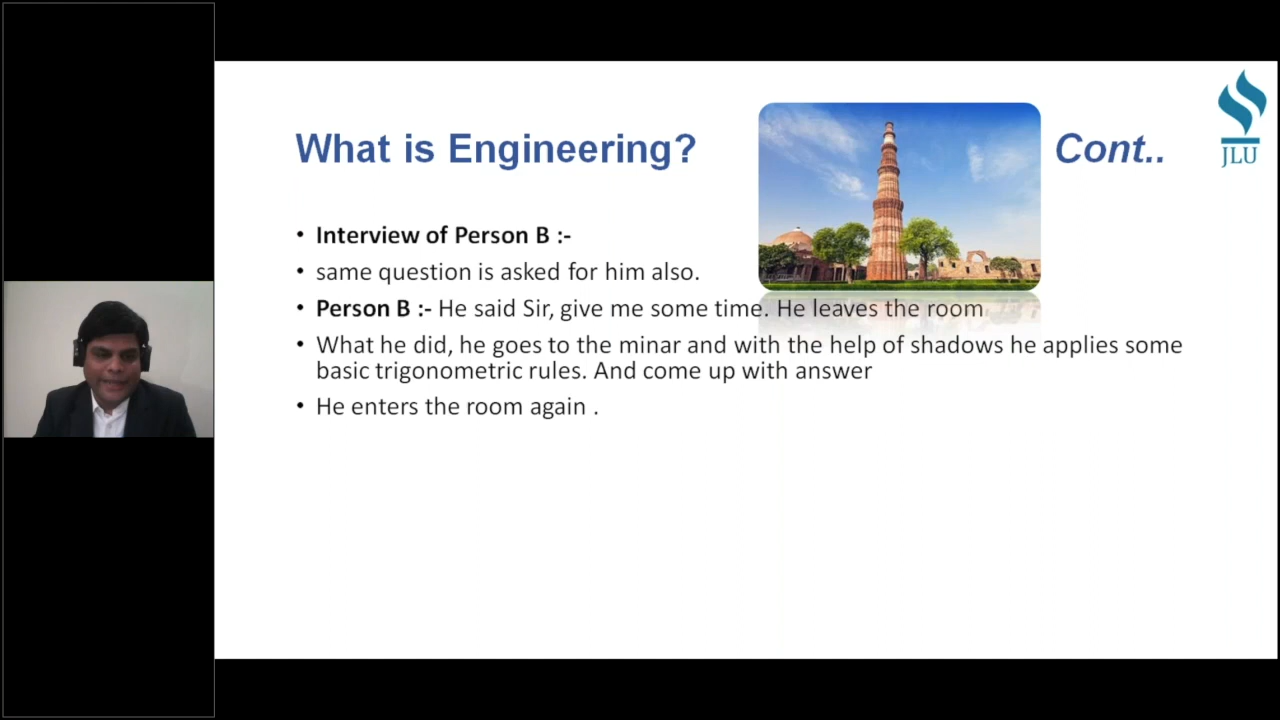 What is Engineering?
Cont..
JLU
• Interview of Person B :-
• same question is asked for him also.
• Person B :- He said Sir, give me some time. He leaves the room
• What he did, he goes to the minar and with the help of shadows he applies some
basic trigonometric rules. And come up with answer
• He enters the room again .